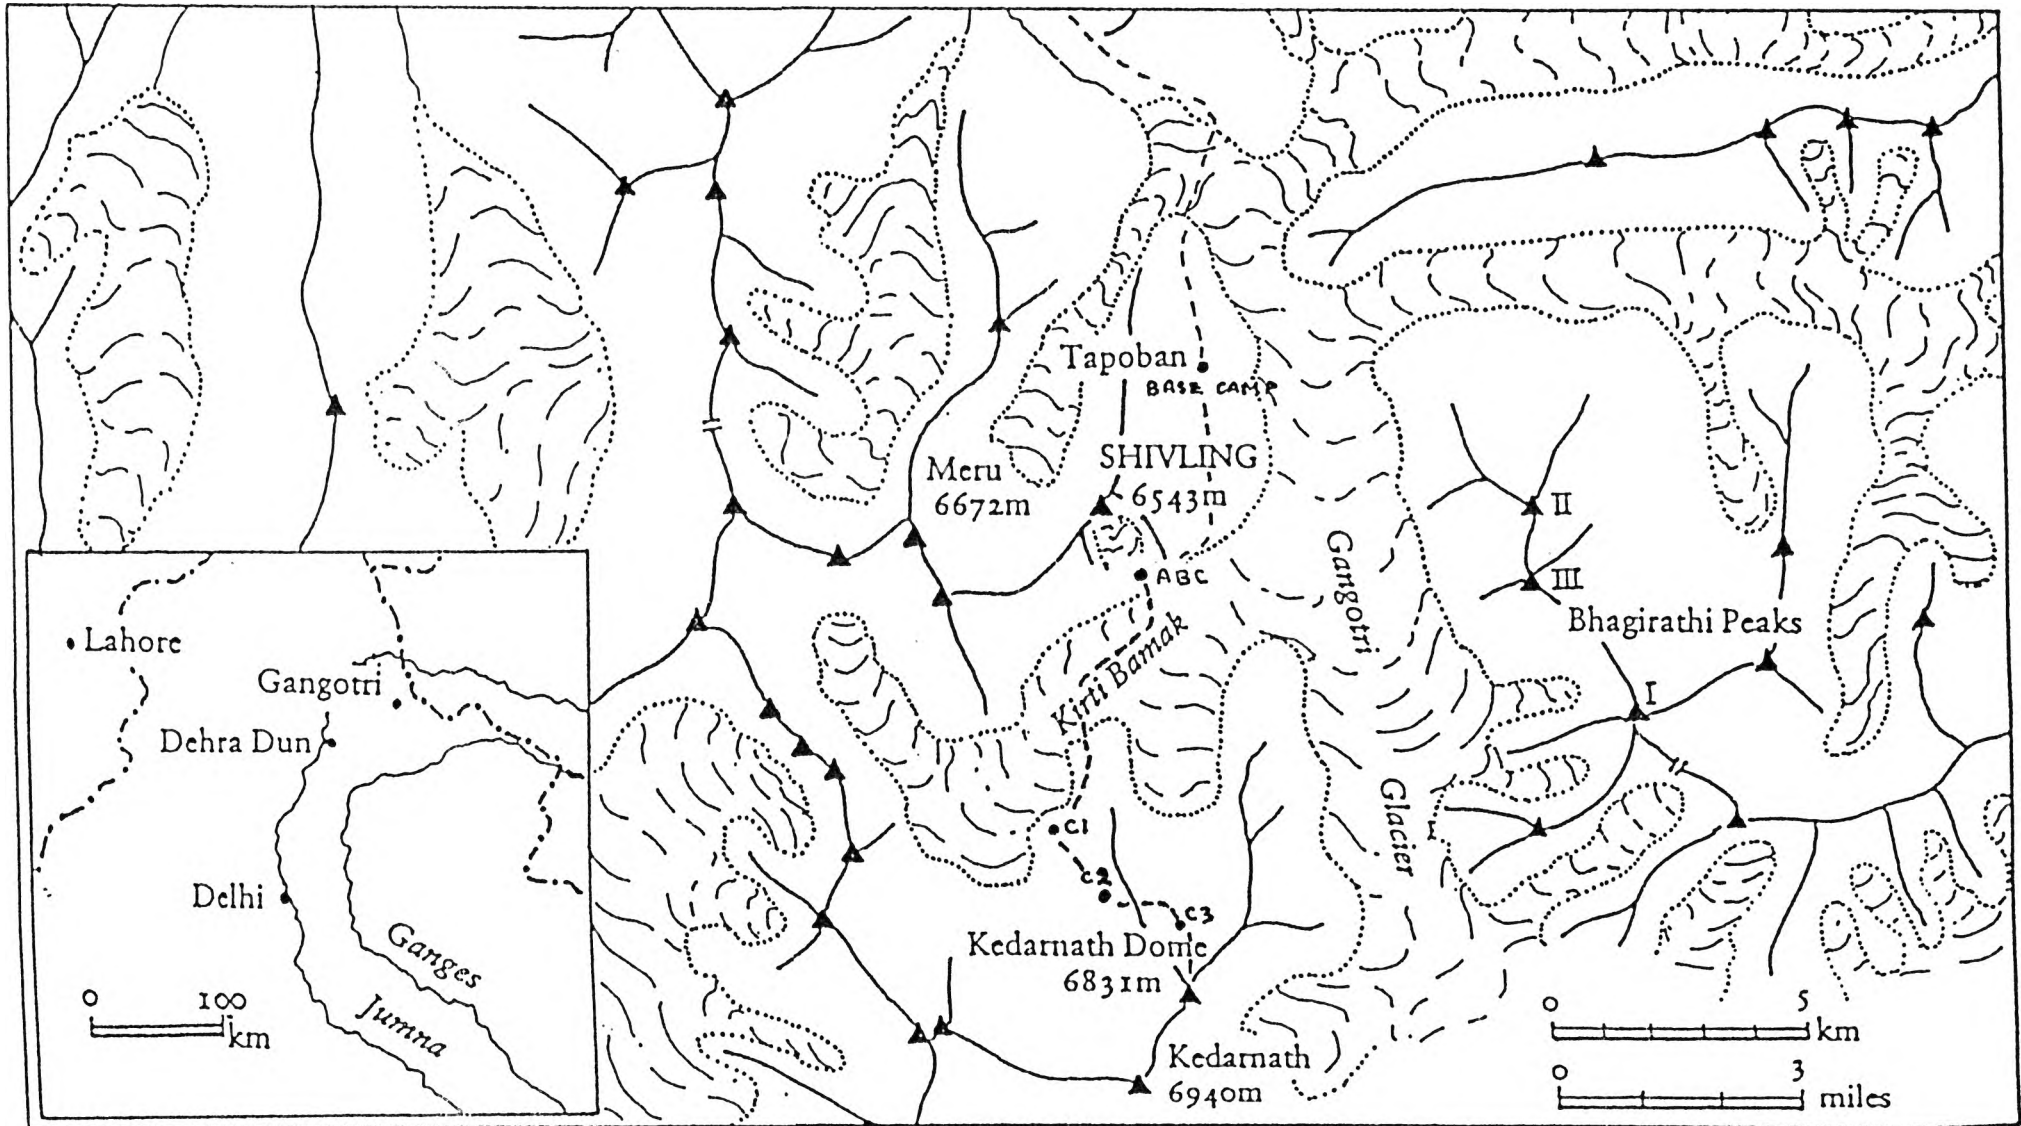 Tapoban
BASE CAMP
Meru
6672m
SHIVLING
6543m
II
III
ABC
Gangotri
Bhagirathi Peaks
Lahore
Gangotri
Kirti Bamak
I
Dehra Dun
Glacier
C1
C2
Delhi
C3
Ganges
Kedarnath Dome
6831m
0 100
km
Jumna
0 5
km
Kedarnath
6940m
0 3
miles